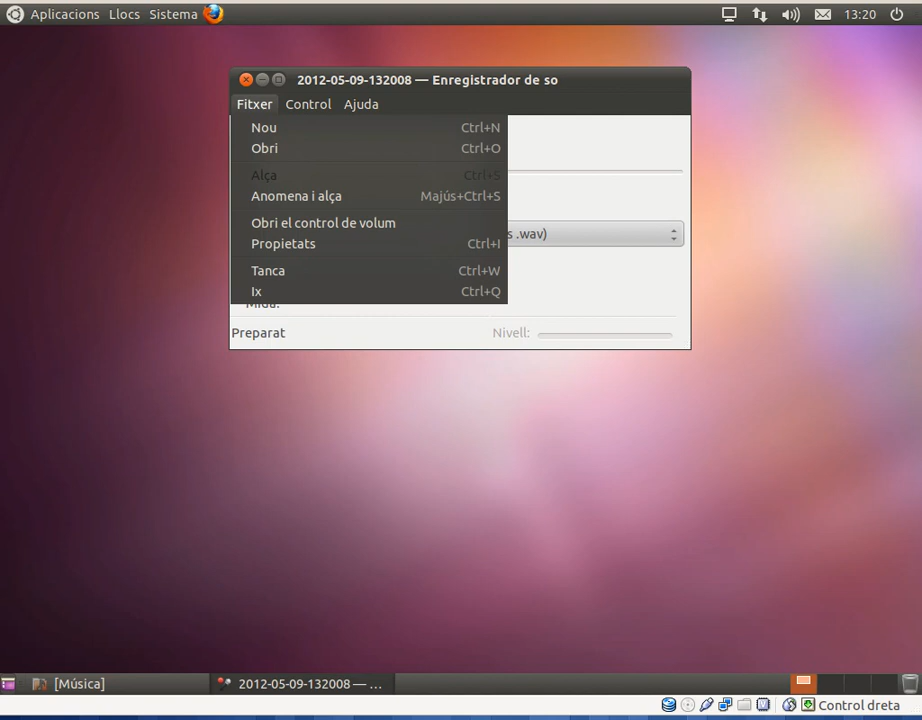 Aplicacions Llocs Sistema 13:20
2012-05-09-132008 — Enregistrador de so
Fitxer Control Ajuda
Nou Ctrl+N
Obri Ctrl+O
Alça Ctrl+S
Anomena i alça Majús+Ctrl+S
Obri el control de volum
s .wav)
Propietats Ctrl+I
Tanca Ctrl+W
Ix Ctrl+Q
Mida:
Preparat Nivell:
[Música] 2012-05-09-132008 — ...
Control dreta